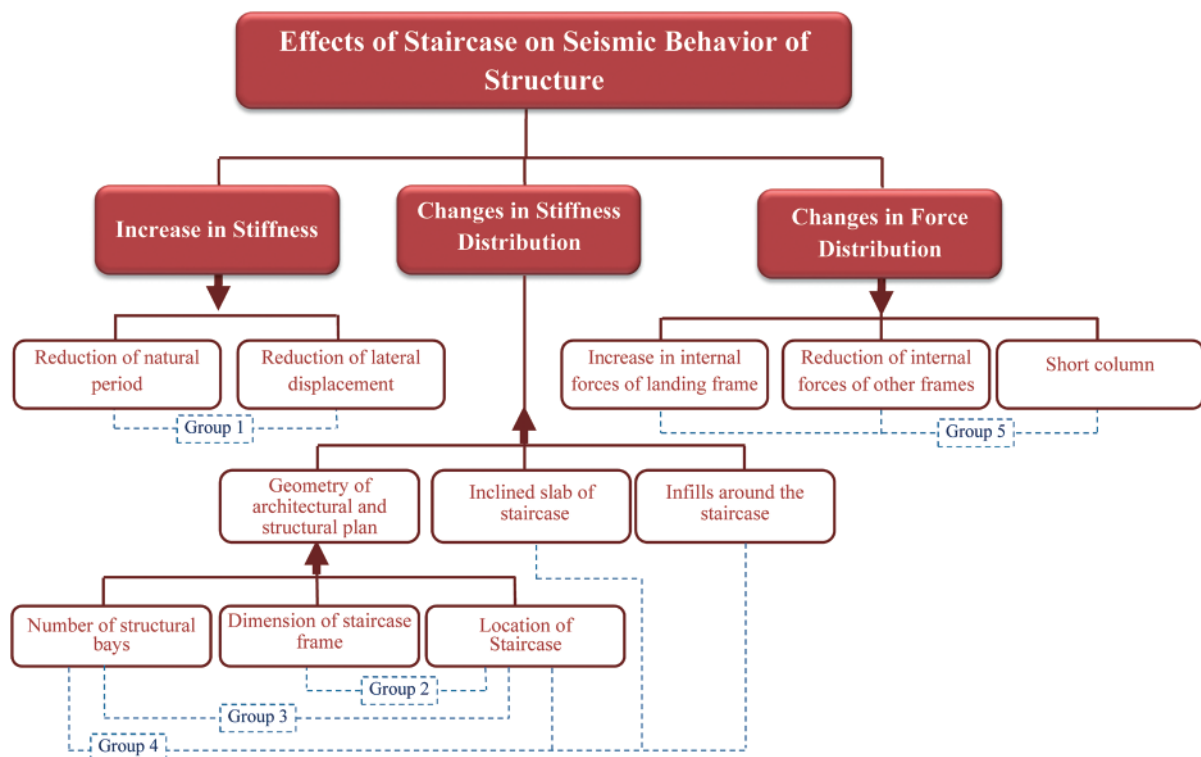 Effects of Staircase on Seismic Behavior of
Structure
Increase in Stiffness
Changes in Stiffness
Distribution
Changes in Force
Distribution
Reduction of natural
period
Reduction of lateral
displacement
Increase in internal
forces of landing frame
Reduction of internal
forces of other frames
Short column
Group 1
Group 5
Geometry of
architectural and
structural plan
Inclined slab of
staircase
Infills around the
staircase
Number of structural
bays
Dimension of staircase
frame
Location of
Staircase
Group 2
Group 3
Group 4